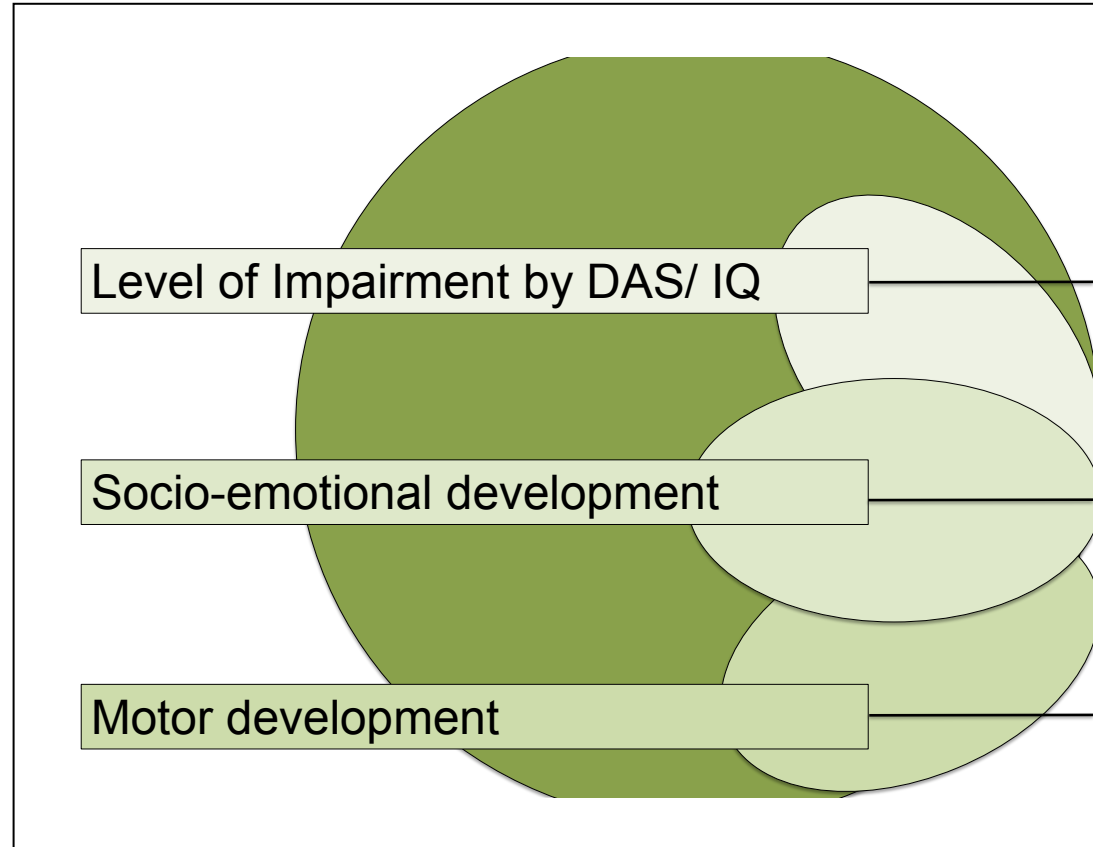 Level of Impairment by DAS/ IQ
Socio-emotional development
Motor development